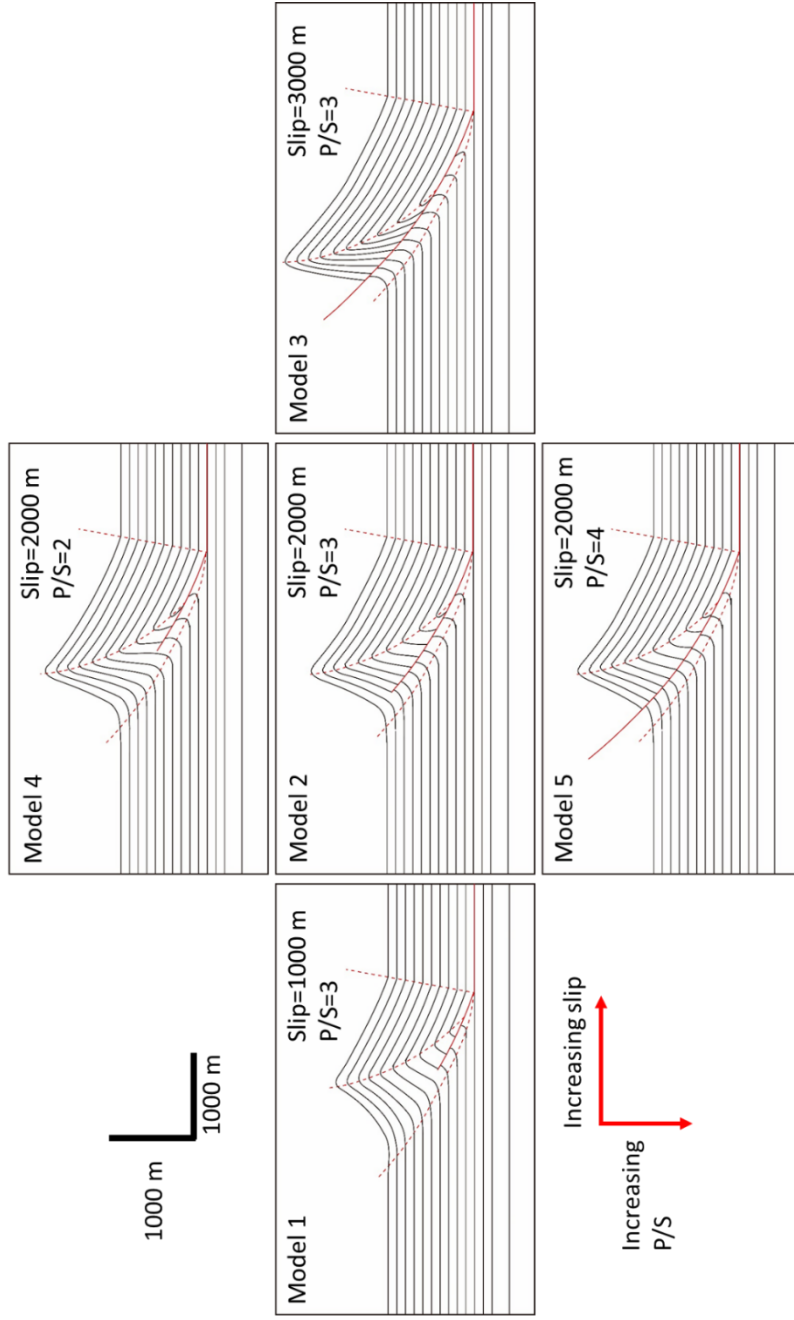 Model 4
Slip=2000 m
P/S=2
1000 m
1000 m
Model 1
Slip=1000 m
P/S=3
Model 2
Slip=2000 m
P/S=3
Model 3
Slip=3000 m
P/S=3
Increasing slip
Increasing
P/S
Model 5
Slip=2000 m
P/S=4